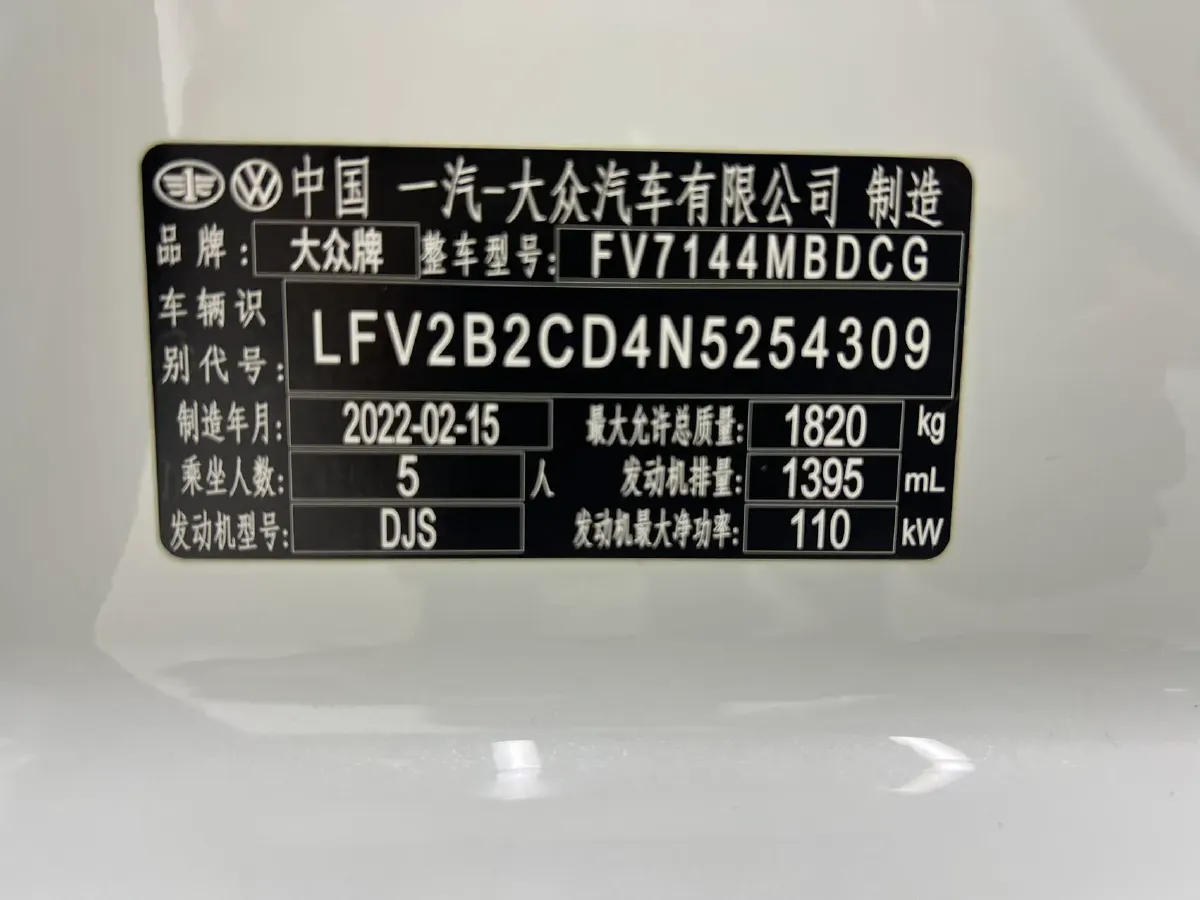 中国 一汽-大众汽车有限公司 制造
品牌: 大众牌 整车型号: FV7144MBDCG
车辆识别代号: LFV2B2CD4N5254309
制造年月: 2022-02-15 最大允许总质量: 1820 kg
乘坐人数: 5 人 发动机排量: 1395 mL
发动机型号: DJS 发动机最大净功率: 110 kW